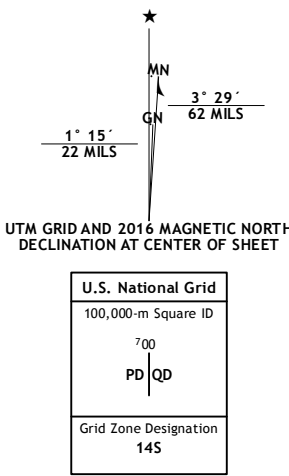 MN
3° 29´
62 MILS
GN
1° 15´
22 MILS
UTM GRID AND 2016 MAGNETIC NORTH
DECLINATION AT CENTER OF SHEET
U.S. National Grid
100,000-m Square ID
⁷00
PD QD
Grid Zone Designation
14S